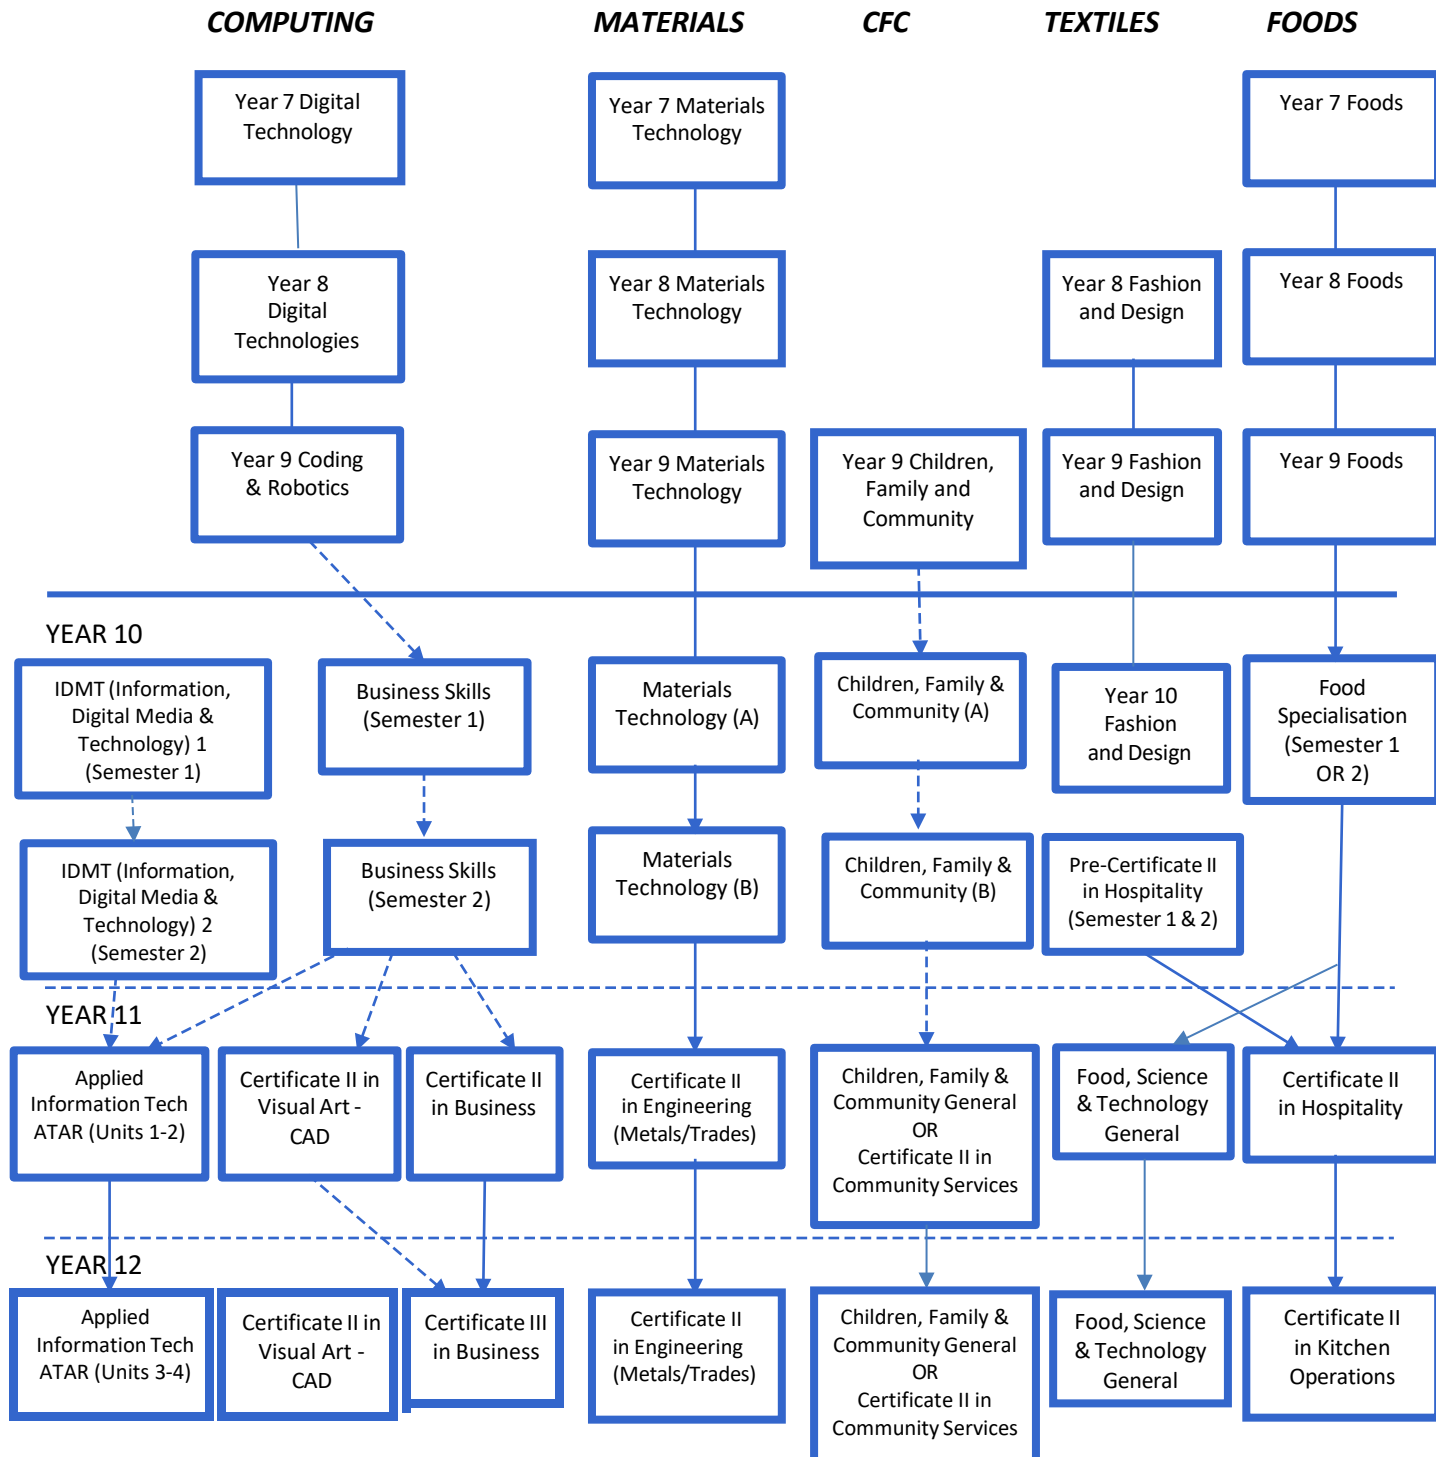 COMPUTING
MATERIALS
CFC
TEXTILES
FOODS
Year 7 Digital
Technology
Year 7 Materials
Technology
Year 7 Foods
Year 8
Digital
Technologies
Year 8 Materials
Technology
Year 8 Fashion
and Design
Year 8 Foods
Year 9 Coding
& Robotics
Year 9 Materials
Technology
Year 9 Children,
Family and
Community
Year 9 Fashion
and Design
Year 9 Foods
YEAR 10
IDMT (Information,
Digital Media &
Technology) 1
(Semester 1)
Business Skills
(Semester 1)
Materials
Technology (A)
Children, Family &
Community (A)
Year 10
Fashion
and Design
Food
Specialisation
(Semester 1
OR 2)
IDMT (Information,
Digital Media &
Technology) 2
(Semester 2)
Business Skills
(Semester 2)
Materials
Technology (B)
Children, Family &
Community (B)
Pre-Certificate II
in Hospitality
(Semester 1 & 2)
YEAR 11
Applied
Information Tech
ATAR (Units 1-2)
Certificate II in
Visual Art -
CAD
Certificate II
in Business
Certificate II
in Engineering
(Metals/Trades)
Children, Family &
Community General
OR
Certificate II in
Community Services
Food, Science
& Technology
General
Certificate II
in Hospitality
YEAR 12
Applied
Information Tech
ATAR (Units 3-4)
Certificate II in
Visual Art -
CAD
Certificate III
in Business
Certificate II
in Engineering
(Metals/Trades)
Children, Family &
Community General
OR
Certificate II in
Community Services
Food, Science
& Technology
General
Certificate II
in Kitchen
Operations